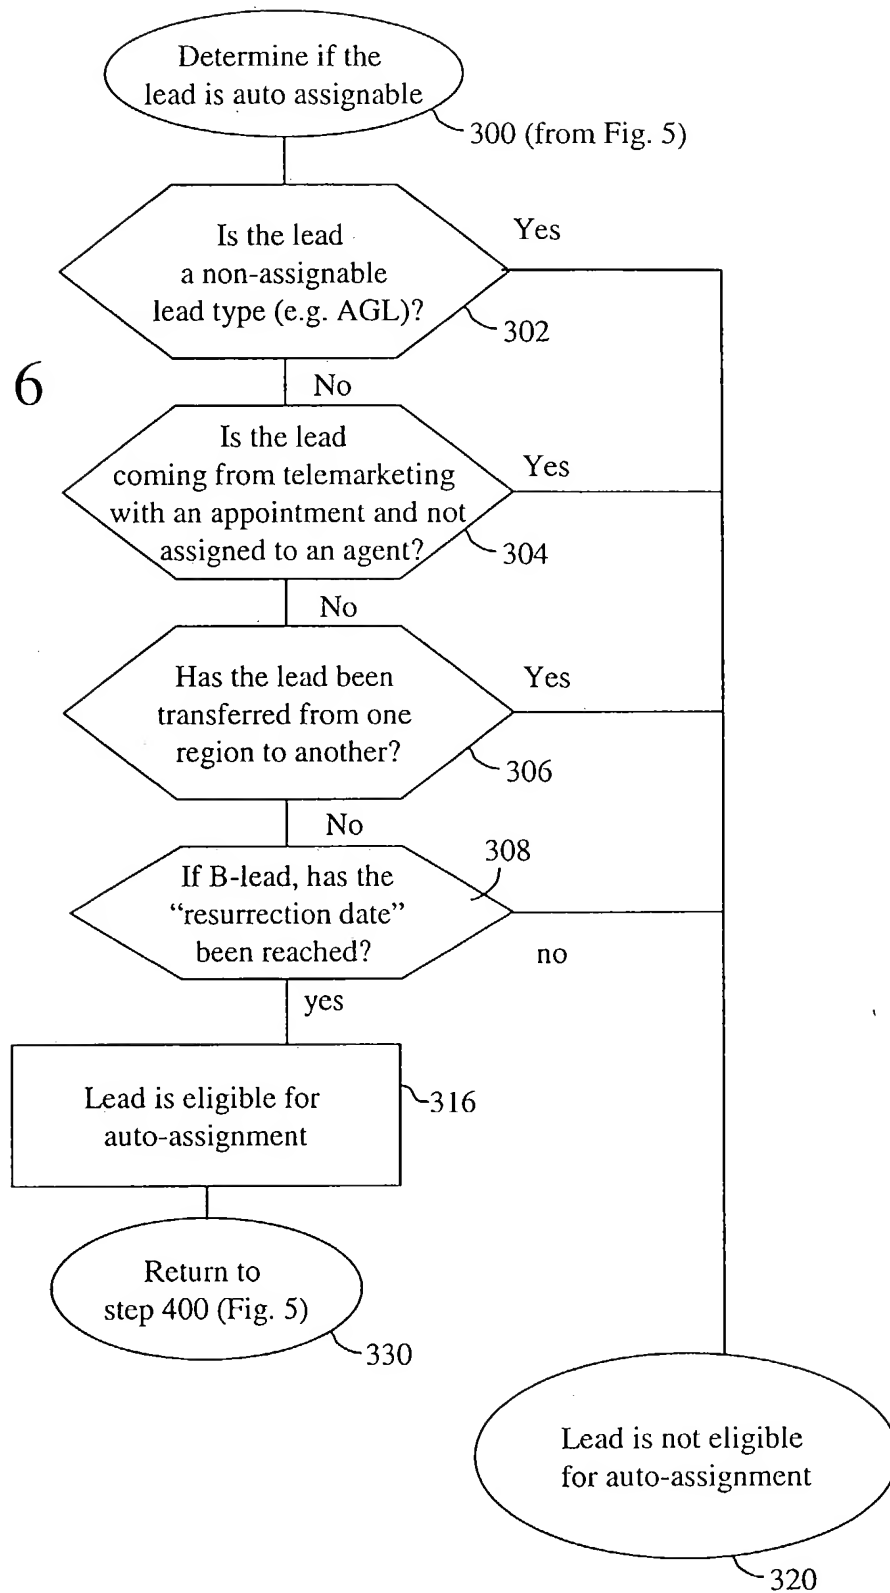 Determine if the
lead is auto assignable
300 (from Fig. 5)
Is the lead
a non-assignable
lead type (e.g. AGL)?
Yes
302
6
No
Is the lead
coming from telemarketing
with an appointment and not
assigned to an agent?
Yes
304
No
Has the lead been
transferred from one
region to another?
Yes
306
No
If B-lead, has the
“resurrection date”
been reached?
308
no
yes
Lead is eligible for
auto-assignment
316
Return to
step 400 (Fig. 5)
330
Lead is not eligible
for auto-assignment
320